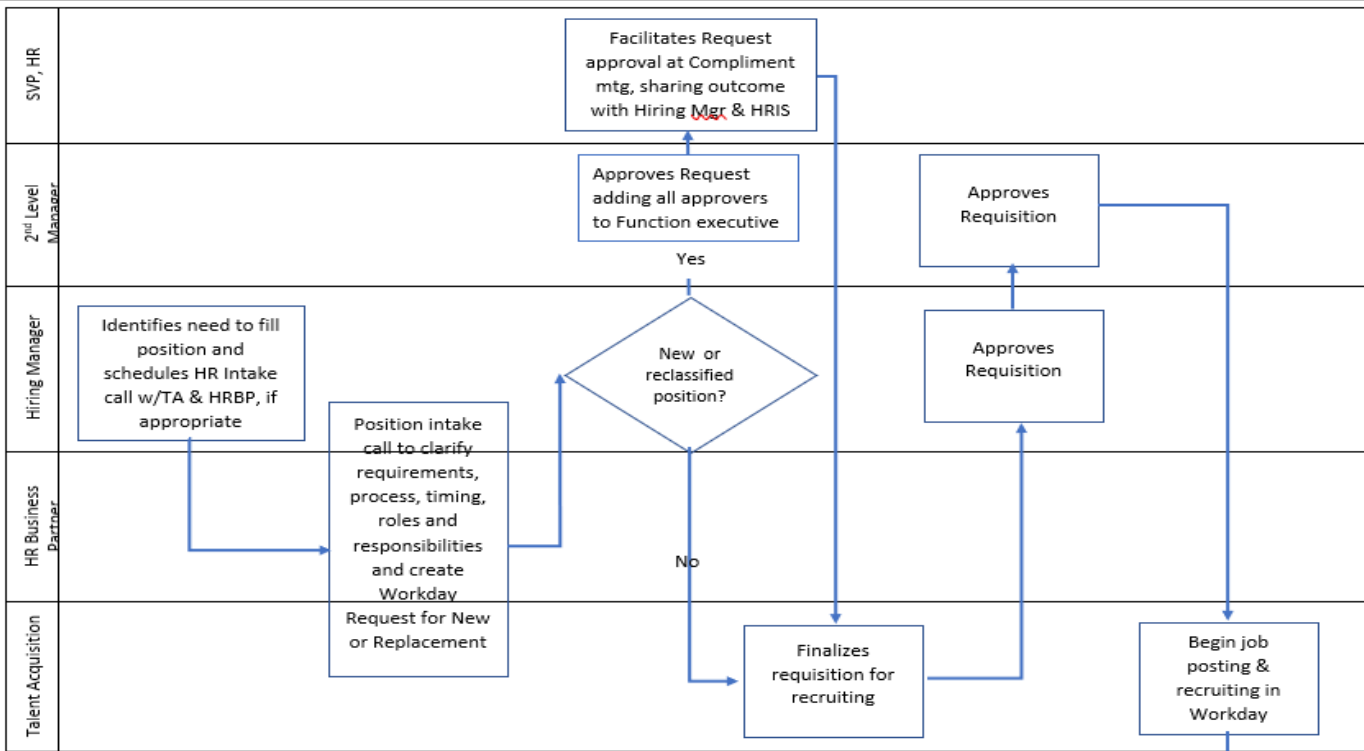 SVP, HR
Facilitates Request
approval at Compliment
mtg, sharing outcome
with Hiring Mgr & HRIS
2nd Level
Manager
Approves Request
adding all approvers
to Function executive
Yes
Approves
Requisition
Hiring Manager
Identifies need to fill
position and
schedules HR Intake
call w/TA & HRBP, if
appropriate
New or
reclassified
position?
Approves
Requisition
HR Business
Partner
Position intake
call to clarify
requirements,
process, timing,
roles and
responsibilities
and create
Workday
Request for New
or Replacement
No
Talent Acquisition
Finalizes
requisition for
recruiting
Begin job
posting &
recruiting in
Workday